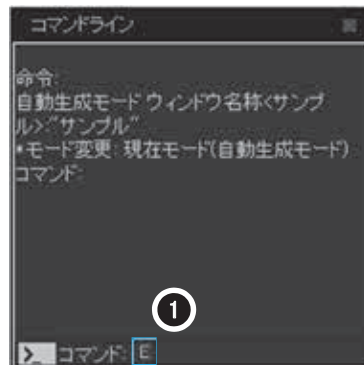 コマンドライン
命令:
自動生成モード ウィンドウ名称<サンプ
ル>:"サンプル"
*モード変更: 現在モード(自動生成モード)
コマンド:
1
>_ コマンド: E